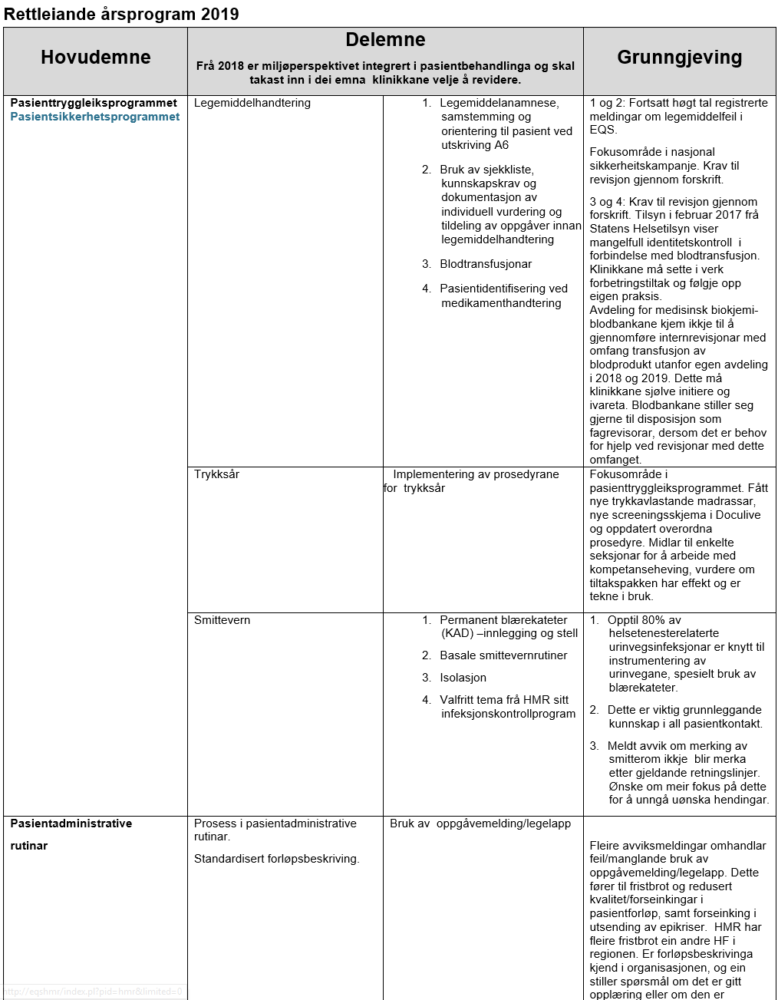 Rettleiande årsprogram 2019
Hovudemne
Delemne
Frå 2018 er miljøperspektivet integrert i pasientbehandlinga og skal
takast inn i dei emna  klinikkane velje å revidere.
Grunngjeving
Pasienttryggleiksprogrammet
Pasientsikkerhetsprogrammet
Legemiddelhandtering
1. Legemiddelanamnese,
samstemming og
orientering til pasient ved
utskriving A6
2. Bruk av sjekkliste,
kunnskapskrav og
dokumentasjon av
individuell vurdering og
tildeling av oppgåver innan
legemiddelhandtering
3. Blodtransfusjonar
4. Pasientidentifisering ved
medikamenthandtering
1 og 2: Fortsatt høgt tal registrerte
meldingar om legemiddelfeil i
EQS.
Fokusområde i nasjonal
sikkerheitskampanje. Krav til
revisjon gjennom forskrift.
3 og 4: Krav til revisjon gjennom
forskrift. Tilsyn i februar 2017 frå
Statens Helsetilsyn viser
mangelfull identitetskontroll  i
forbindelse med blodtransfusjon.
Klinikkane må sette i verk
forbetringstiltak og følgje opp
eigen praksis.
Avdeling for medisinsk biokjemi-
blodbankane kjem ikkje til å
gjennomføre internrevisjonar med
omfang transfusjon av
blodprodukt utanfor egen avdeling
i 2018 og 2019. Dette må
klinikkane sjølve initiere og
ivareta. Blodbankane stiller seg
gjerne til disposisjon som
fagrevisorar, dersom det er behov
for hjelp ved revisjonar med dette
omfanget.
Trykksår
Implementering av prosedyrane
for  trykksår
Fokusområde i
pasienttryggleiksprogrammet. Fått
nye trykkavlastande madrassar,
nye screeningsskjema i Doculive
og oppdatert overordna
prosedyre. Midlar til enkelte
seksjonar for å arbeide med
kompetanseheving, vurdere om
tiltakspakken har effekt og er
tekne i bruk.
Smittevern
1. Permanent blærekateter
(KAD) –innlegging og stell
2. Basale smittevernrutiner
3. Isolasjon
4. Valfritt tema frå HMR sitt
infeksjonskontrollprogram
1. Opptil 80% av
helsetenesterelaterte
urinvegsinfeksjonar er knytt til
instrumentering av
urinvegane, spesielt bruk av
blærekateter.
2. Dette er viktig grunnleggande
kunnskap i all pasientkontakt.
3. Meldt avvik om merking av
smitterom ikkje  blir merka
etter gjeldande retningslinjer.
Ønske om meir fokus på dette
for å unngå uønska hendingar.
Pasientadministrative
rutinar
Prosess i pasientadministrative
rutinar.
Standardisert forløpsbeskriving.
Bruk av  oppgåvemelding/legelapp
Fleire avviksmeldingar omhandlar
feil/manglande bruk av
oppgåvemelding/legelapp. Dette
fører til fristbrot og redusert
kvalitet/forseinkingar i
pasientforløp, samt forseinking i
utsending av epikriser.  HMR har
fleire fristbrot ein andre HF i
regionen. Er forløpsbeskrivinga
kjend i organisasjonen, og ein
stiller spørsmål om det er gitt
opplæring eller om den er
http://eqshmr/index.pl?pid=hmr&limited=0